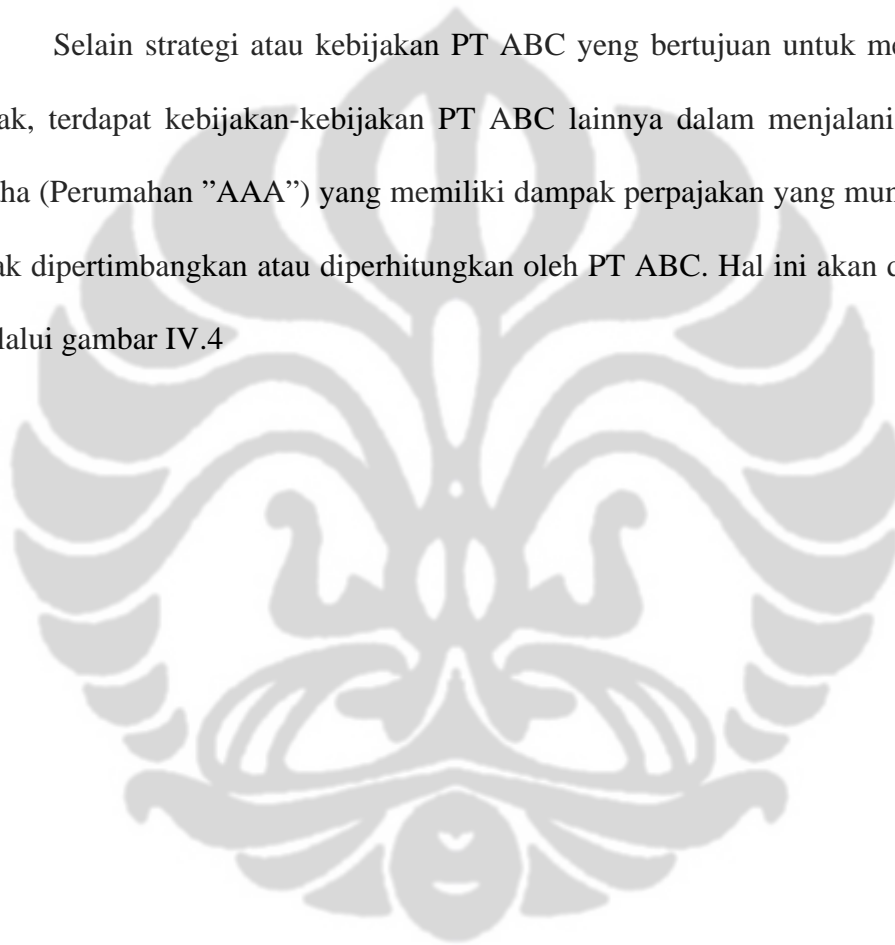 Selain strategi atau kebijakan PT ABC yeng bertujuan untuk me
ak, terdapat kebijakan-kebijakan PT ABC lainnya dalam menjalani
ha (Perumahan ”AAA”) yang memiliki dampak perpajakan yang mun
ak dipertimbangkan atau diperhitungkan oleh PT ABC. Hal ini akan d
lalui gambar IV.4